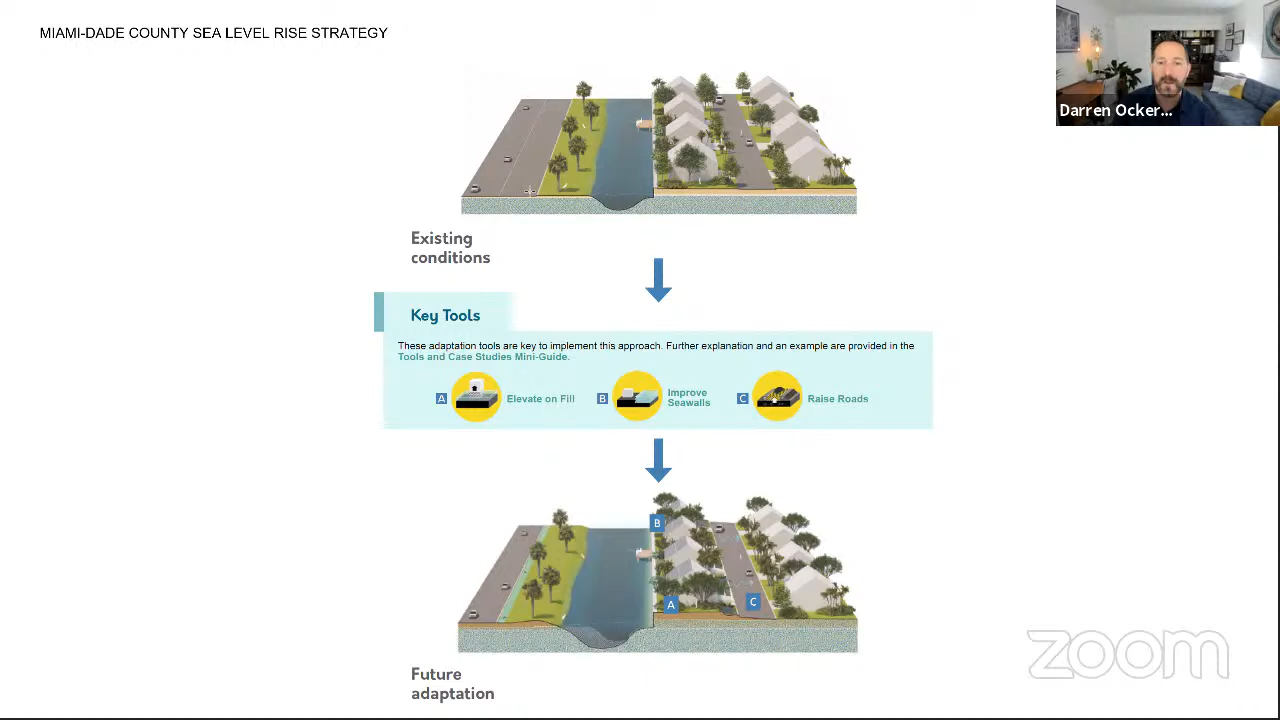 MIAMI-DADE COUNTY SEA LEVEL RISE STRATEGY
Darren Ocker...
Existing
conditions
Key Tools
These adaptation tools are key to implement this approach. Further explanation and an example are provided in the
Tools and Case Studies Mini-Guide.
A Elevate on Fill
B Improve
Seawalls
C Raise Roads
B
A
C
Future
adaptation
zoom